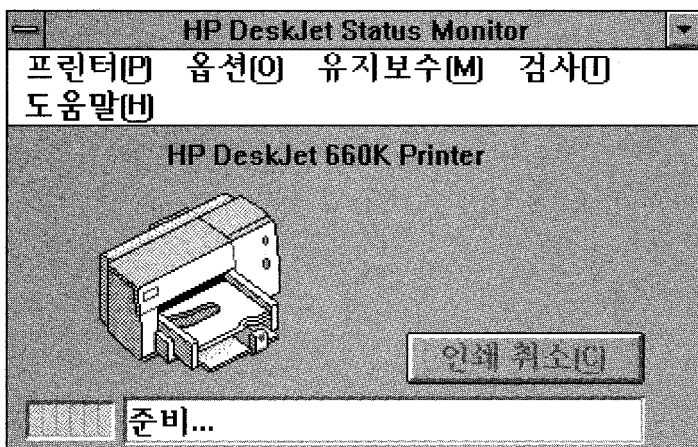 HP DeskJet Status Monitor
프린터(P) 옵션(O) 유지보수(M) 검사(T)
도움말(H)
HP DeskJet 660K Printer
인쇄 취소(C)
준비...